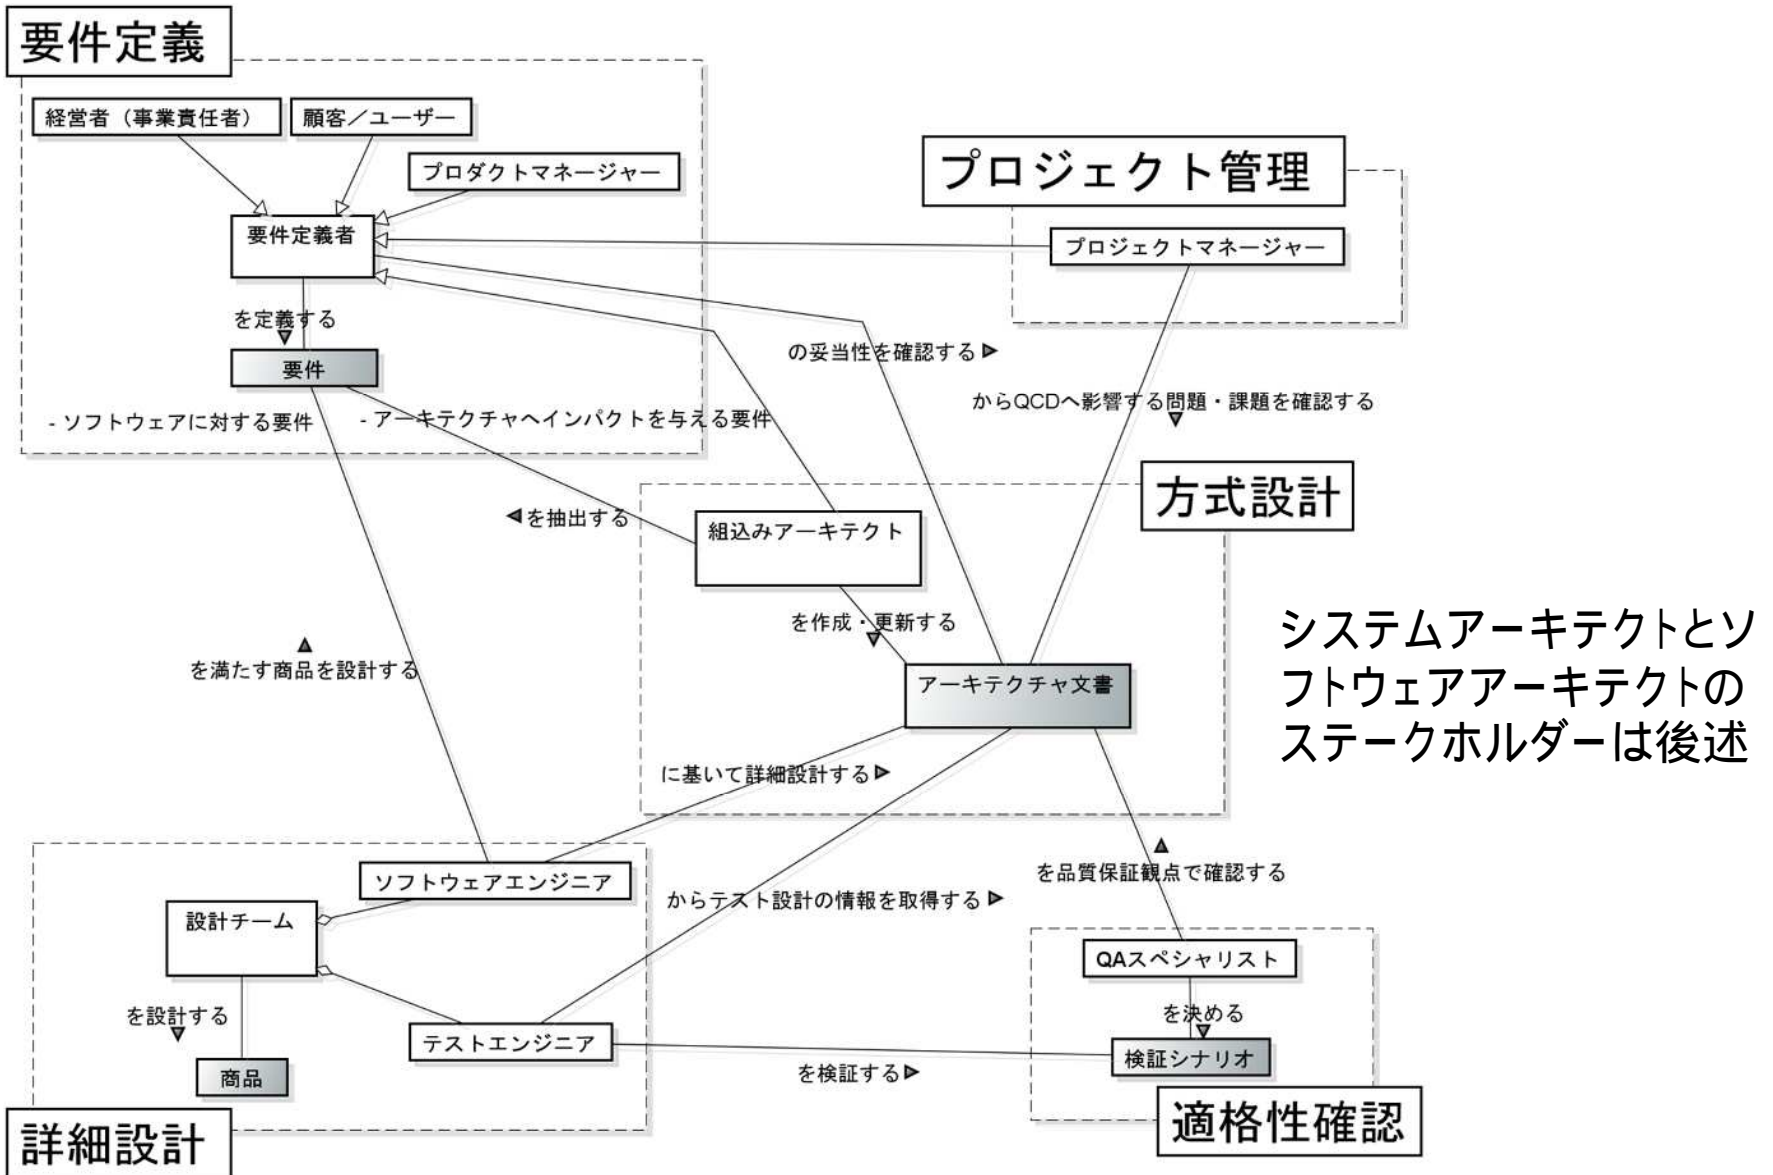 要件定義
経営者（事業責任者）
顧客／ユーザー
プロダクトマネージャー
要件定義者
を定義する
▼
要件
- ソフトウェアに対する要件
- アーキテクチャへインパクトを与える要件
プロジェクト管理
プロジェクトマネージャー
の妥当性を確認する ▶
からQCDへ影響する問題・課題を確認する
▼
方式設計
◀ を抽出する
組込みアーキテクト
を作成・更新する
▼
アーキテクチャ文書
▲
を満たす商品を設計する
システムアーキテクトとソ
フトウェアアーキテクトの
ステークホルダーは後述
に基いて詳細設計する ▶
ソフトウェアエンジニア
設計チーム
を設計する
▼
商品
テストエンジニア
からテスト設計の情報を取得する ▶
▲
を品質保証観点で確認する
QAスペシャリスト
を決める
▼
検証シナリオ
を検証する ▶
詳細設計
適格性確認